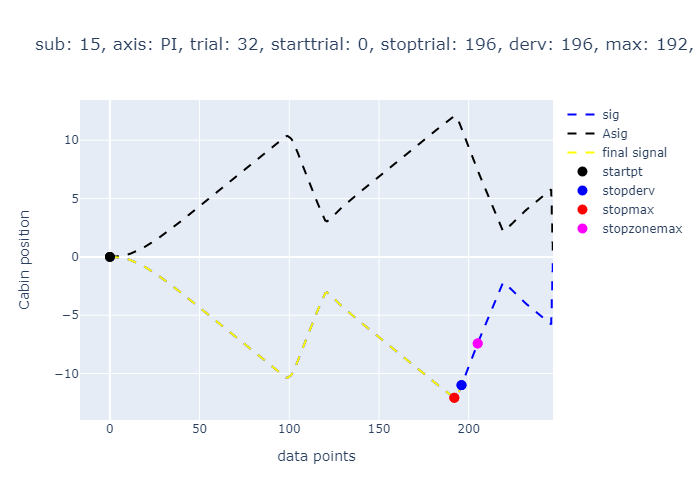 sub: 15, axis: PI, trial: 32, starttrial: 0, stoptrial: 196, derv: 196, max: 192,
sig
Asig
final signal
startpt
stopderv
stopmax
stopzonemax
10
5
0
−5
−10
Cabin position
0
50
100
150
200
data points